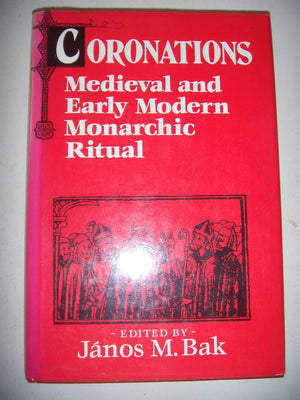 CORONATIONS
Medieval and
Early Modern
Monarchic
Ritual
- EDITED BY -
János M. Bak